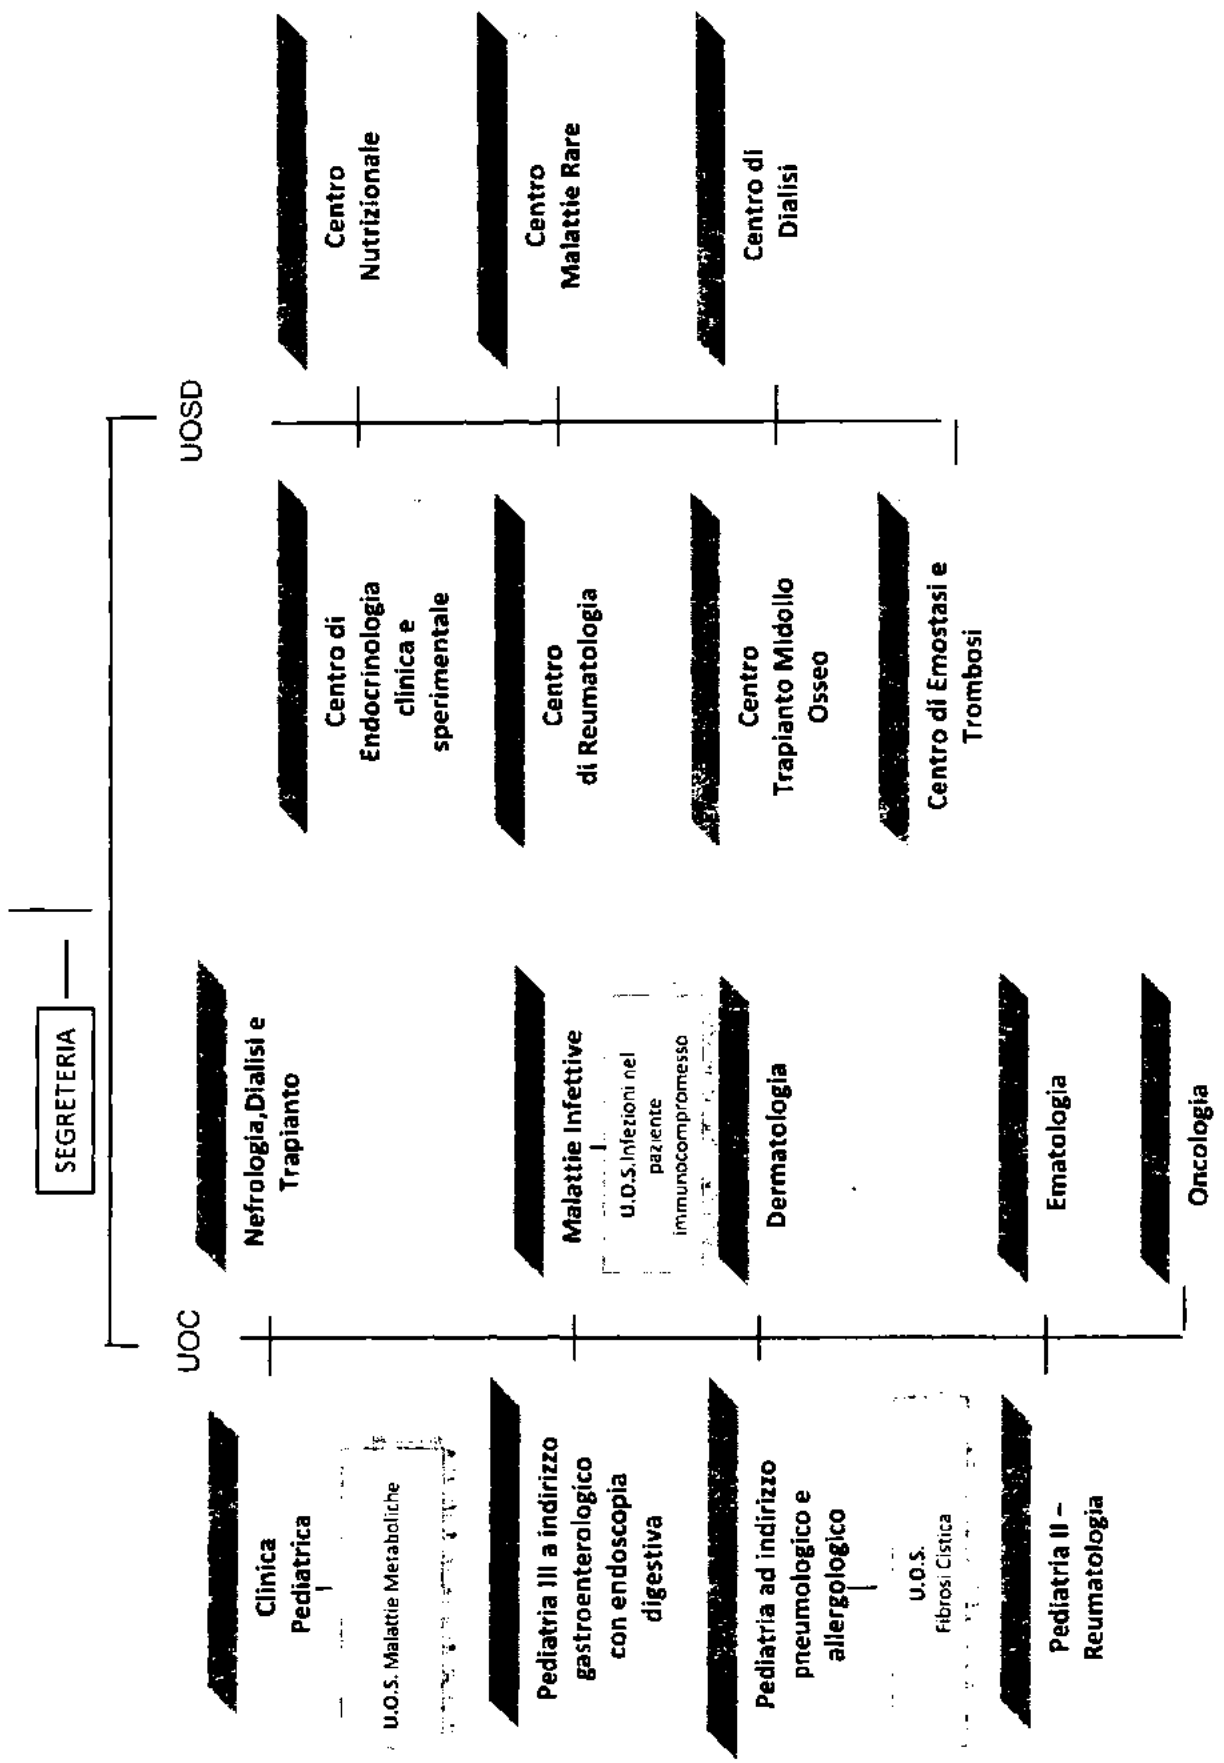 SEGRETERIA
UOC
UOSD
Clinica
Pediatrica
U.O.S. Malattie Metaboliche
Pediatria III a indirizzo
gastroenterologico
con endoscopia
digestiva
Pediatria ad indirizzo
pneumologico e
allergologico
U.O.S.
Fibrosi Cistica
Pediatria II –
Reumatologia
Nefrologia,Dialisi e
Trapianto
Malattie Infettive
U.O.S.Infezioni nel
paziente
immunocompromesso
Dermatologia
Ematologia
Oncologia
Centro di
Endocrinologia
clinica e
sperimentale
Centro
di Reumatologia
Centro
Trapianto Midollo
Osseo
Centro di Emostasi e
Trombosi
Centro
Nutrizionale
Centro
Malattie Rare
Centro di
Dialisi